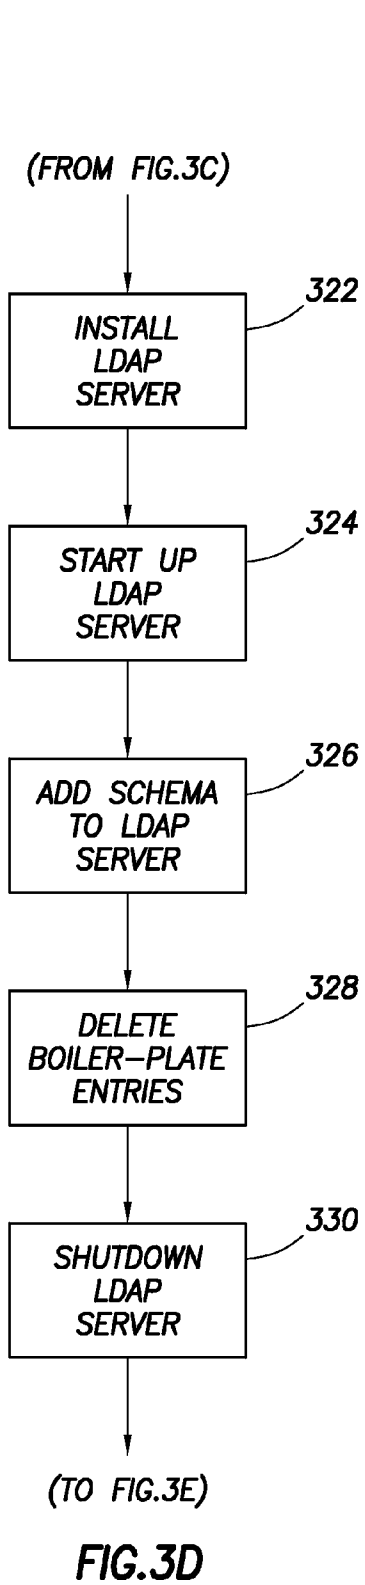 (FROM FIG.3C)
322
INSTALL
LDAP
SERVER
324
START UP
LDAP
SERVER
326
ADD SCHEMA
TO LDAP
SERVER
328
DELETE
BOILER-PLATE
ENTRIES
330
SHUTDOWN
LDAP
SERVER
(TO FIG.3E)
FIG.3D